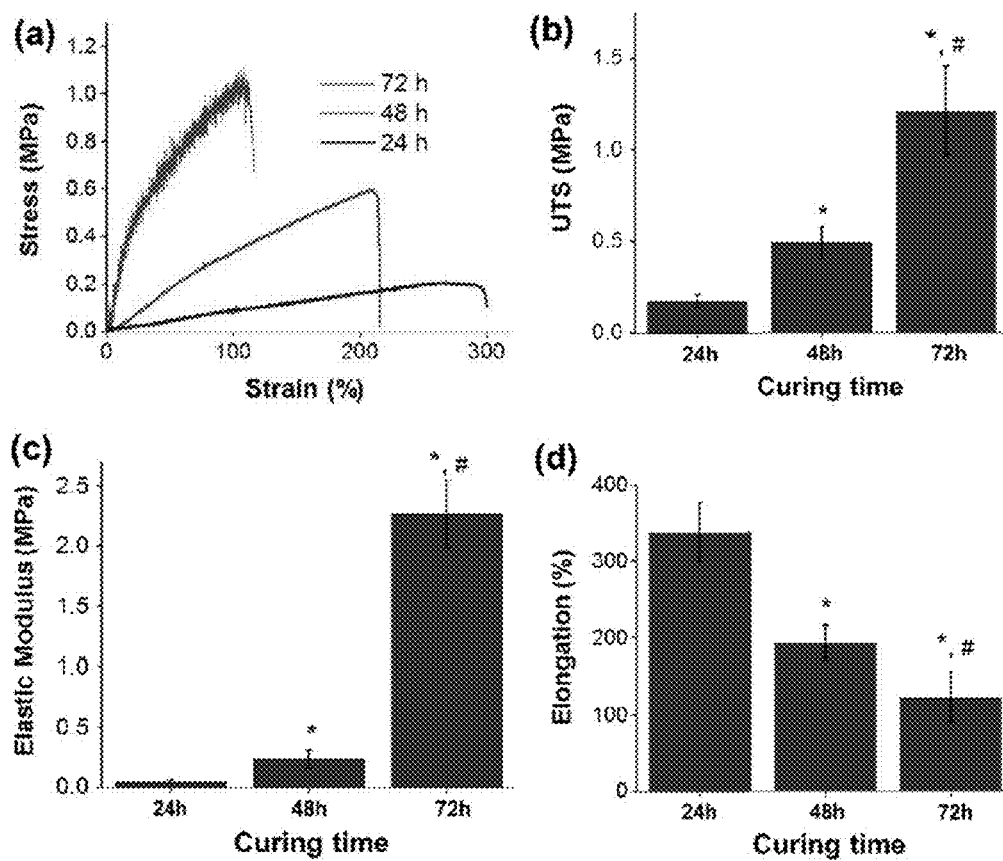 (a)
Stress (MPa)
1.2
1.0
0.8
0.6
0.4
0.2
0.0
72 h
48 h
24 h
0 100 200 300
Strain (%)
(b)
UTS (MPa)
1.5
1.0
0.5
0.0
*
*, #
24h 48h 72h
Curing time
(c)
Elastic Modulus (MPa)
2.5
2.0
1.5
1.0
0.5
0.0
*
*, #
24h 48h 72h
Curing time
(d)
Elongation (%)
400
300
200
100
0
*
*, #
24h 48h 72h
Curing time